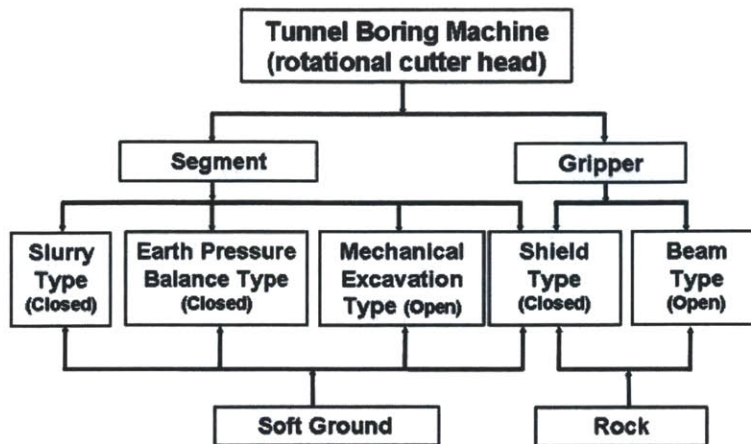 Tunnel Boring Machine
(rotational cutter head)
Segment
Gripper
Slurry
Type
(Closed)
Earth Pressure
Balance Type
(Closed)
Mechanical
Excavation
Type (Open)
Shield
Type
(Closed)
Beam
Type
(Open)
Soft Ground
Rock